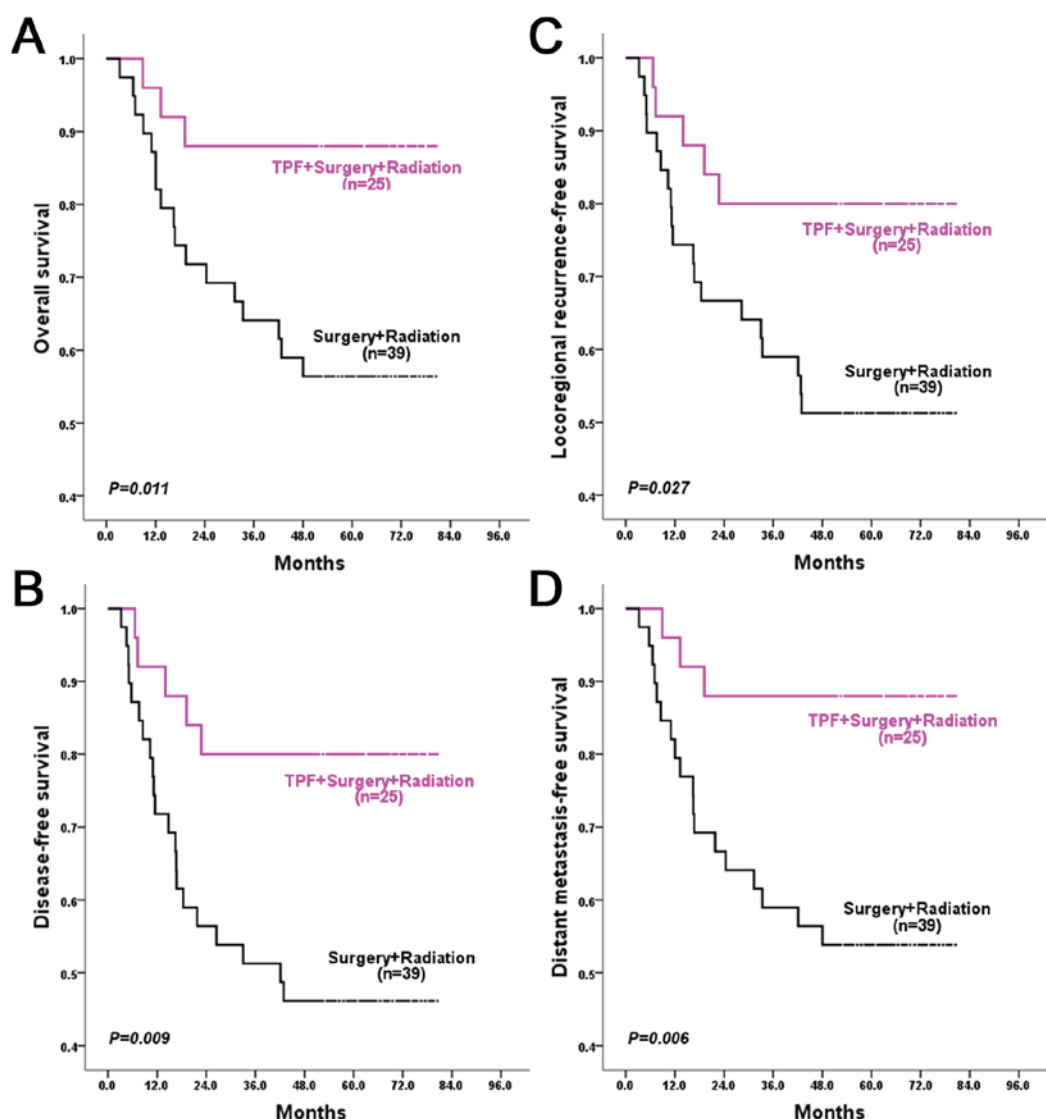 A
Overall survival
1.0
0.9
0.8
0.7
0.6
0.5
0.4
TPF+Surgery+Radiation
(n=25)
Surgery+Radiation
(n=39)
P=0.011
0.0 12.0 24.0 36.0 48.0 60.0 72.0 84.0 96.0
Months
C
Locoregional recurrence-free survival
1.0
0.9
0.8
0.7
0.6
0.5
0.4
TPF+Surgery+Radiation
(n=25)
Surgery+Radiation
(n=39)
P=0.027
0.0 12.0 24.0 36.0 48.0 60.0 72.0 84.0 96.0
Months
B
Disease-free survival
1.0
0.9
0.8
0.7
0.6
0.5
0.4
TPF+Surgery+Radiation
(n=25)
Surgery+Radiation
(n=39)
P=0.009
0.0 12.0 24.0 36.0 48.0 60.0 72.0 84.0 96.0
Months
D
Distant metastasis-free survival
1.0
0.9
0.8
0.7
0.6
0.5
0.4
TPF+Surgery+Radiation
(n=25)
Surgery+Radiation
(n=39)
P=0.006
0.0 12.0 24.0 36.0 48.0 60.0 72.0 84.0 96.0
Months